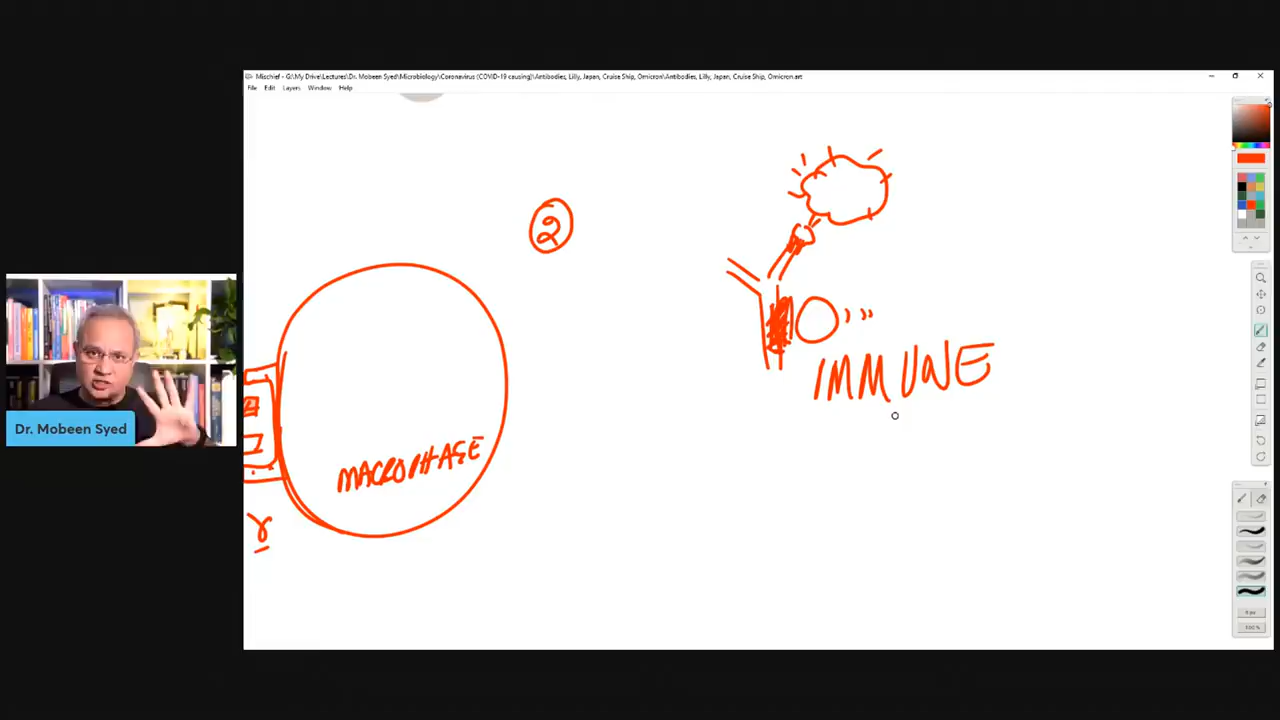 Mischief - G:\My Drive\Lectures\Dr. Mobeen Syed\Microbiology\Coronavirus (COVID-19 causing)\Antibodies, Lilly, Japan, Cruise Ship, Omicron\Antibodies, Lilly, Japan, Cruise Ship, Omicron.art
File Edit Layers Window Help
2
IMMUNE
Dr. Mobeen Syed
MACROPHAGE
γ